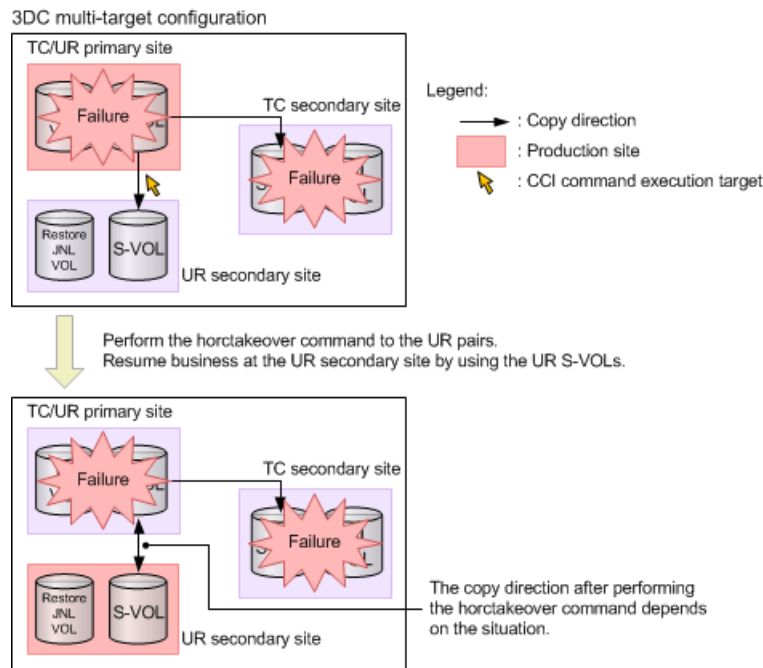 3DC multi-target configuration
TC/UR primary site
Failure
TC secondary site
Failure
Restore
JNL
VOL
S-VOL
UR secondary site
Legend:
: Copy direction
: Production site
: CCI command execution target
Perform the horctakeover command to the UR pairs.
Resume business at the UR secondary site by using the UR S-VOLs.
TC/UR primary site
Failure
TC secondary site
Failure
Restore
JNL
VOL
S-VOL
UR secondary site
The copy direction after performing
the horctakeover command depends
on the situation.